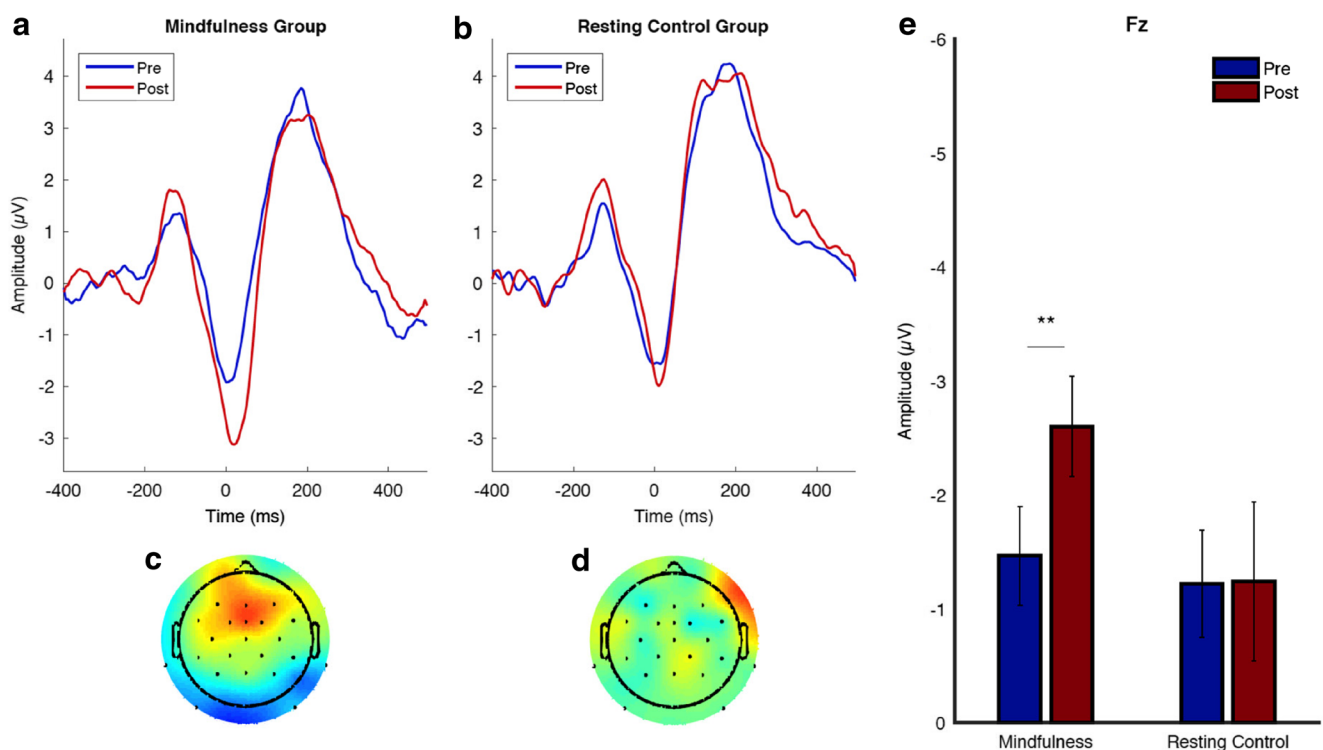 a
Mindfulness Group
Pre
Post
4
3
2
1
0
-1
-2
-3
Amplitude (µV)
-400
-200
0
200
400
Time (ms)
b
Resting Control Group
Pre
Post
4
3
2
1
0
-1
-2
-3
-400
-200
0
200
400
Time (ms)
c
d
e
Fz
Pre
Post
-6
-5
-4
-3
-2
-1
0
Amplitude (µV)
**
Mindfulness
Resting Control